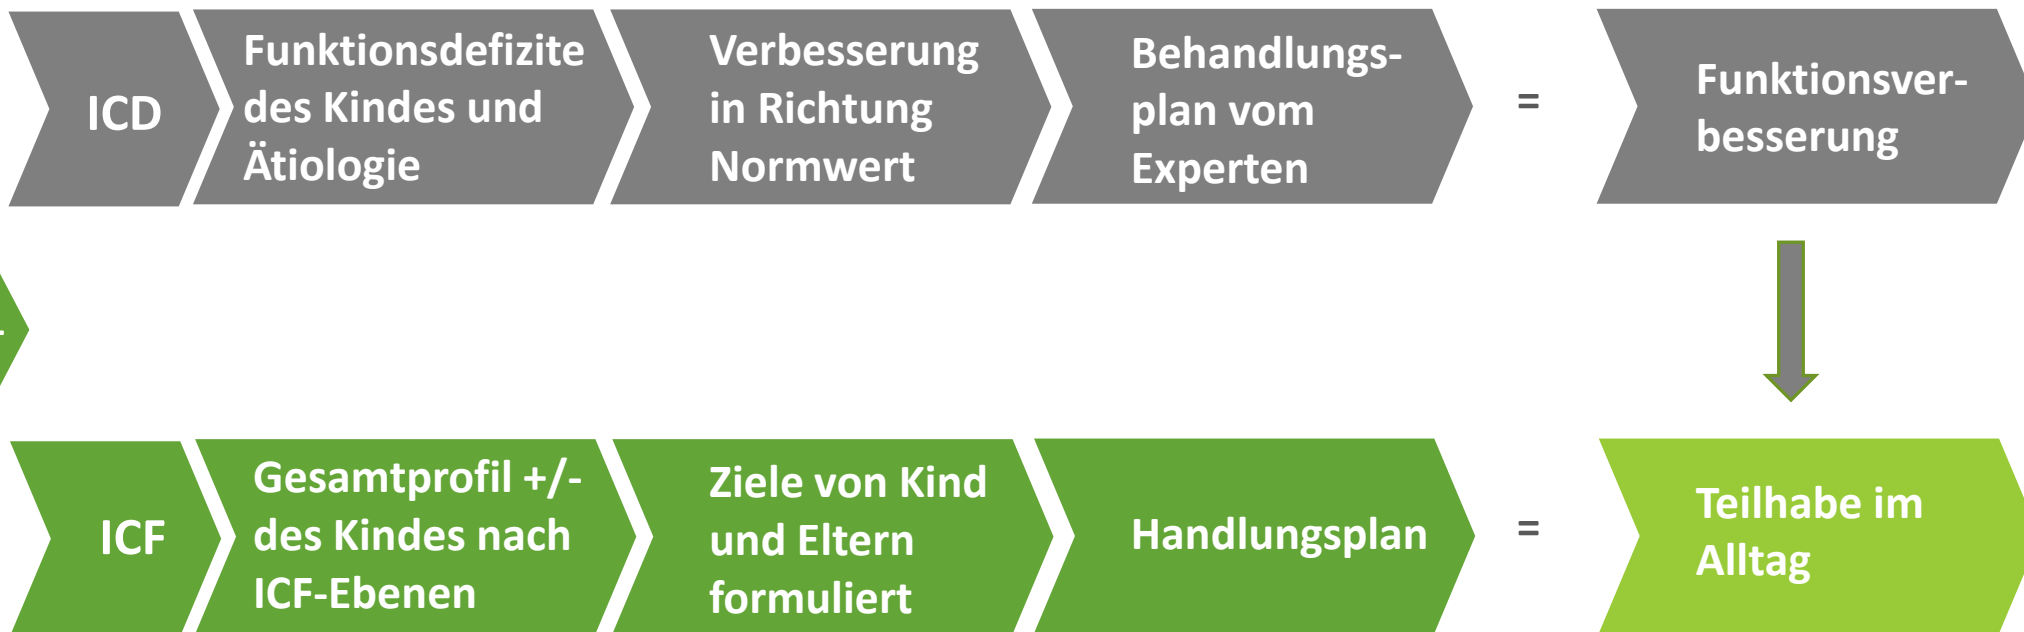 ICD
Funktionsdefizite
des Kindes und
Ätiologie
Verbesserung
in Richtung
Normwert
Behandlungs-
plan vom
Experten
=
Funktionsver-
besserung
ICF
Gesamtprofil +/-
des Kindes nach
ICF-Ebenen
Ziele von Kind
und Eltern
formuliert
Handlungsplan
=
Teilhabe im
Alltag